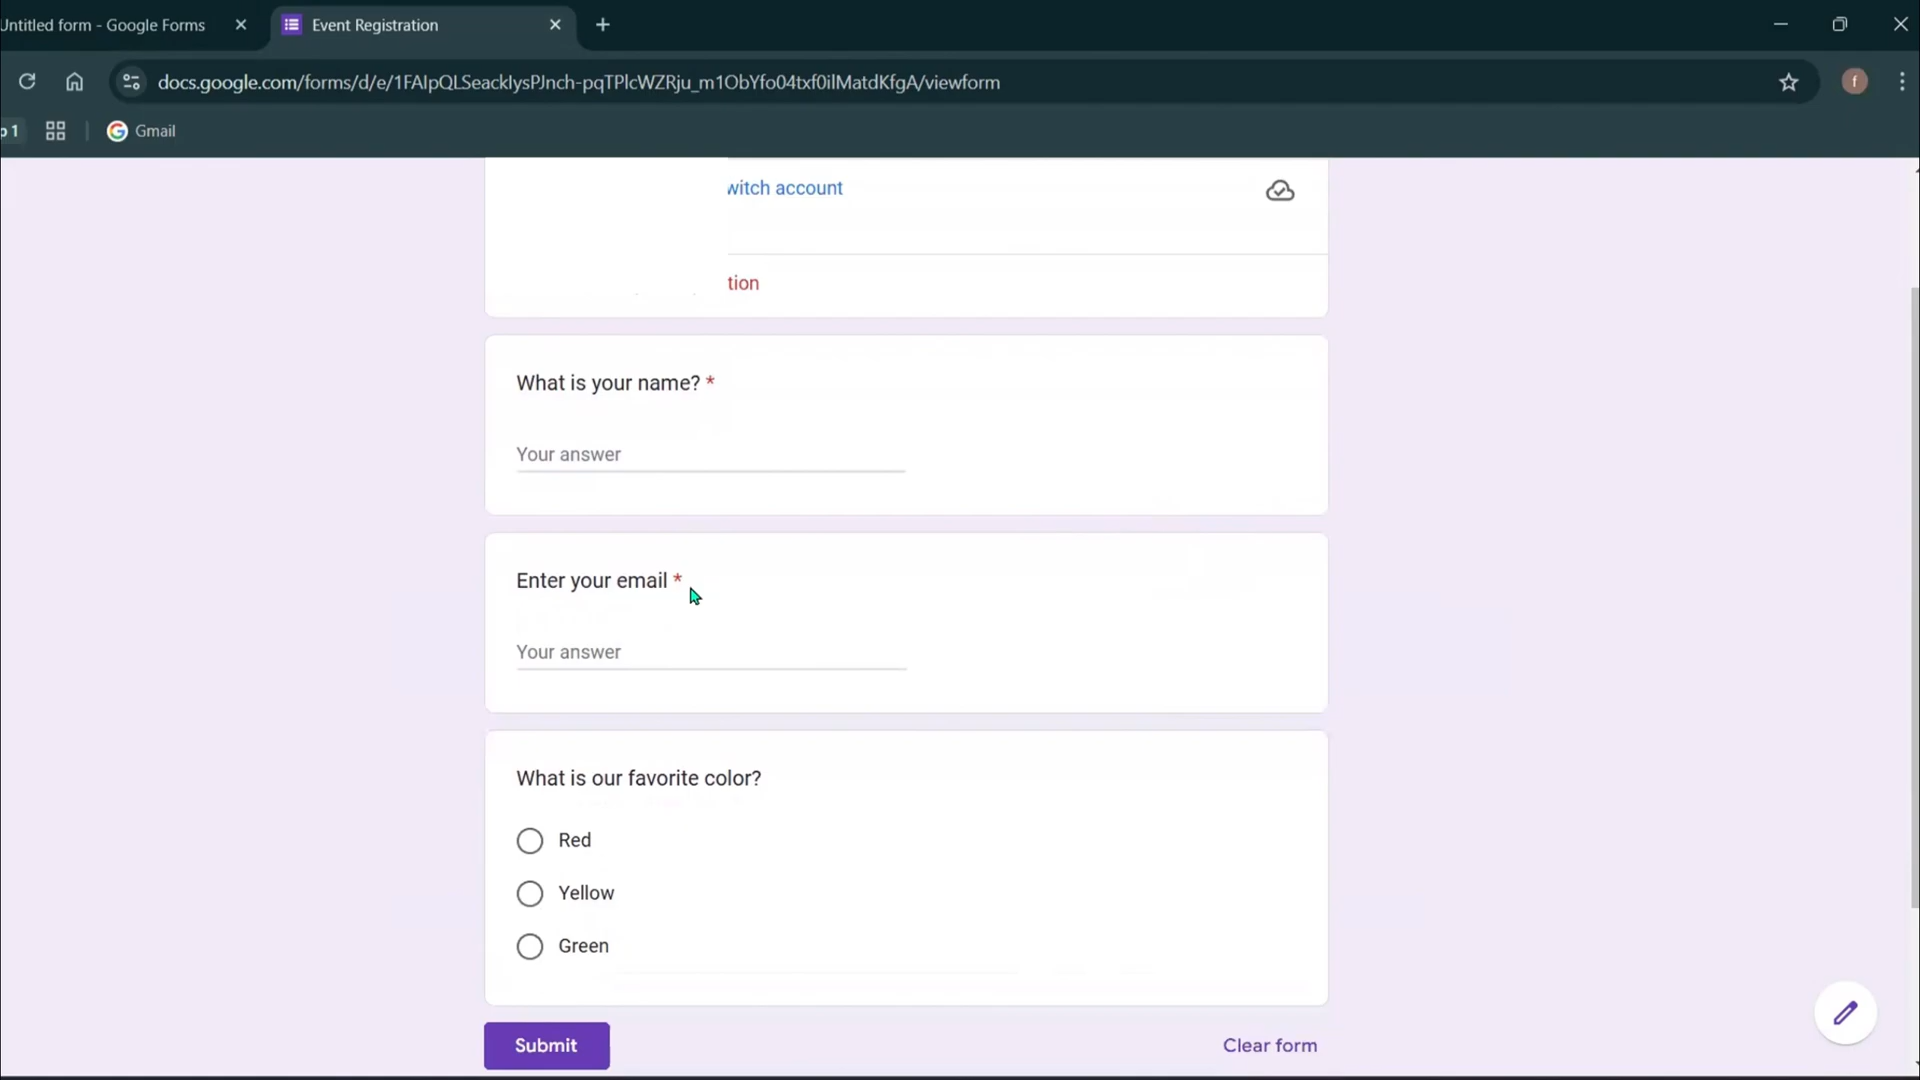 Untitled form - Google Forms
Event Registration
docs.google.com/forms/d/e/1FAIpQLSeacklysPJnch-pqTPlcWZRju_m1ObYfo04txf0ilMatdKfgA/viewform
p 1
Gmail
f
witch account
tion
What is your name? *
Your answer
Enter your email *
Your answer
What is our favorite color?
Red
Yellow
Green
Submit
Clear form